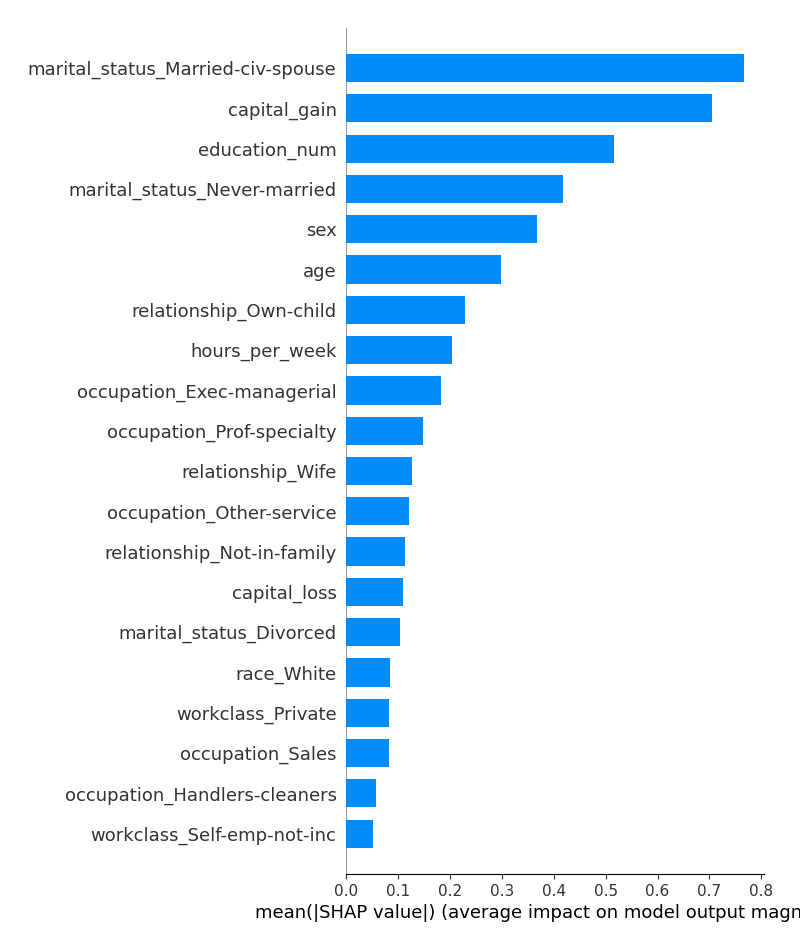 marital_status_Married-civ-spouse
capital_gain
education_num
marital_status_Never-married
sex
age
relationship_Own-child
hours_per_week
occupation_Exec-managerial
occupation_Prof-specialty
relationship_Wife
occupation_Other-service
relationship_Not-in-family
capital_loss
marital_status_Divorced
race_White
workclass_Private
occupation_Sales
occupation_Handlers-cleaners
workclass_Self-emp-not-inc
0.0 0.1 0.2 0.3 0.4 0.5 0.6 0.7 0.8
mean(|SHAP value|) (average impact on model output magn